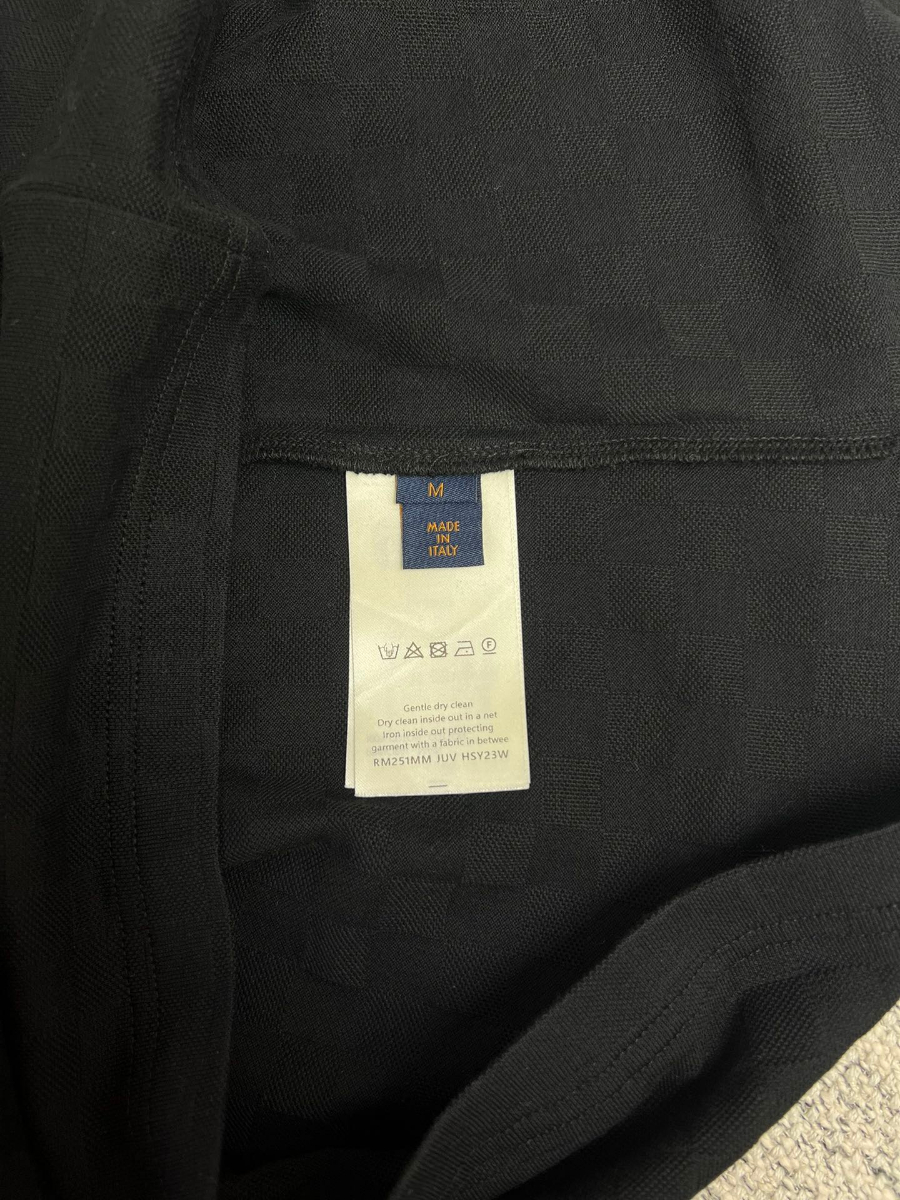 M
MADE
IN
ITALY
F
Gentle dry clean
Dry clean inside out in a net
Iron inside out protecting
garment with a fabric in betwee
RM251MM JUV HSY23W